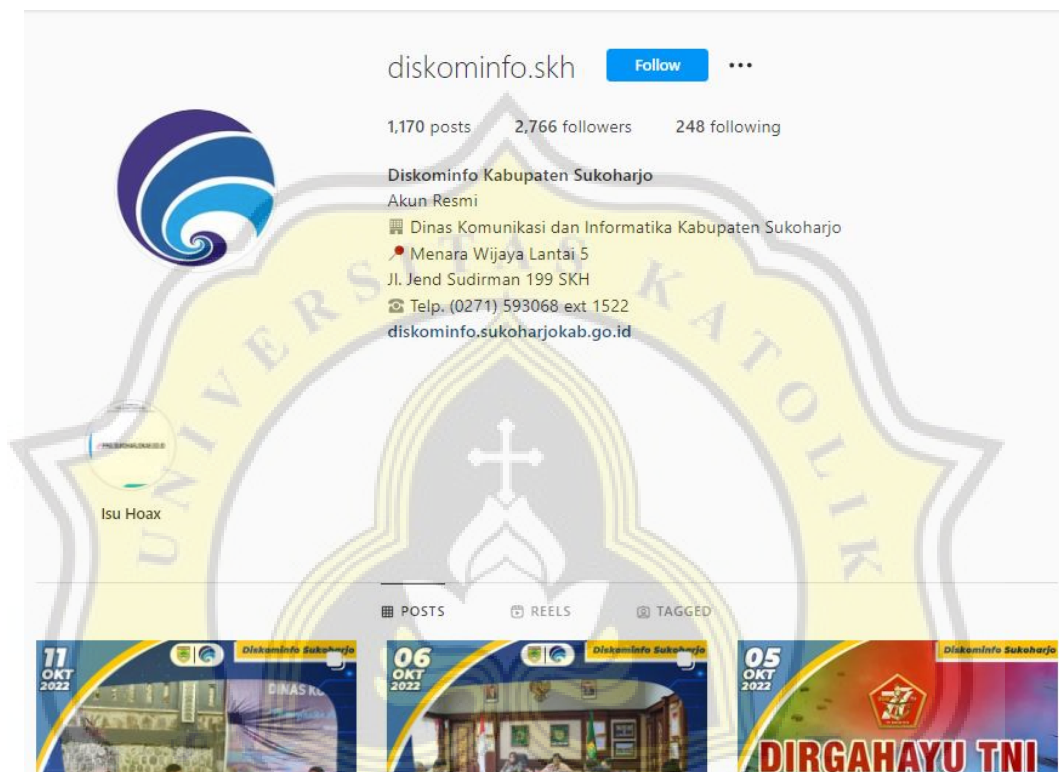 diskominfo.skh Follow
1,170 posts 2,766 followers 248 following
Diskominfo Kabupaten Sukoharjo
Akun Resmi
Dinas Komunikasi dan Informatika Kabupaten Sukoharjo
Menara Wijaya Lantai 5
Jl. Jend Sudirman 199 SKH
Telp. (0271) 593068 ext 1522
diskominfo.sukoharjokab.go.id
UNIVERSITAS KATOLIK
Isu Hoax
POSTS REELS TAGGED
11 OKT 2022
Diskominfo Sukoharjo
DINAS
06 OKT 2022
Diskominfo Sukoharjo
05 OKT 2022
Diskominfo Sukoharjo
DIRGAHAYU TNI